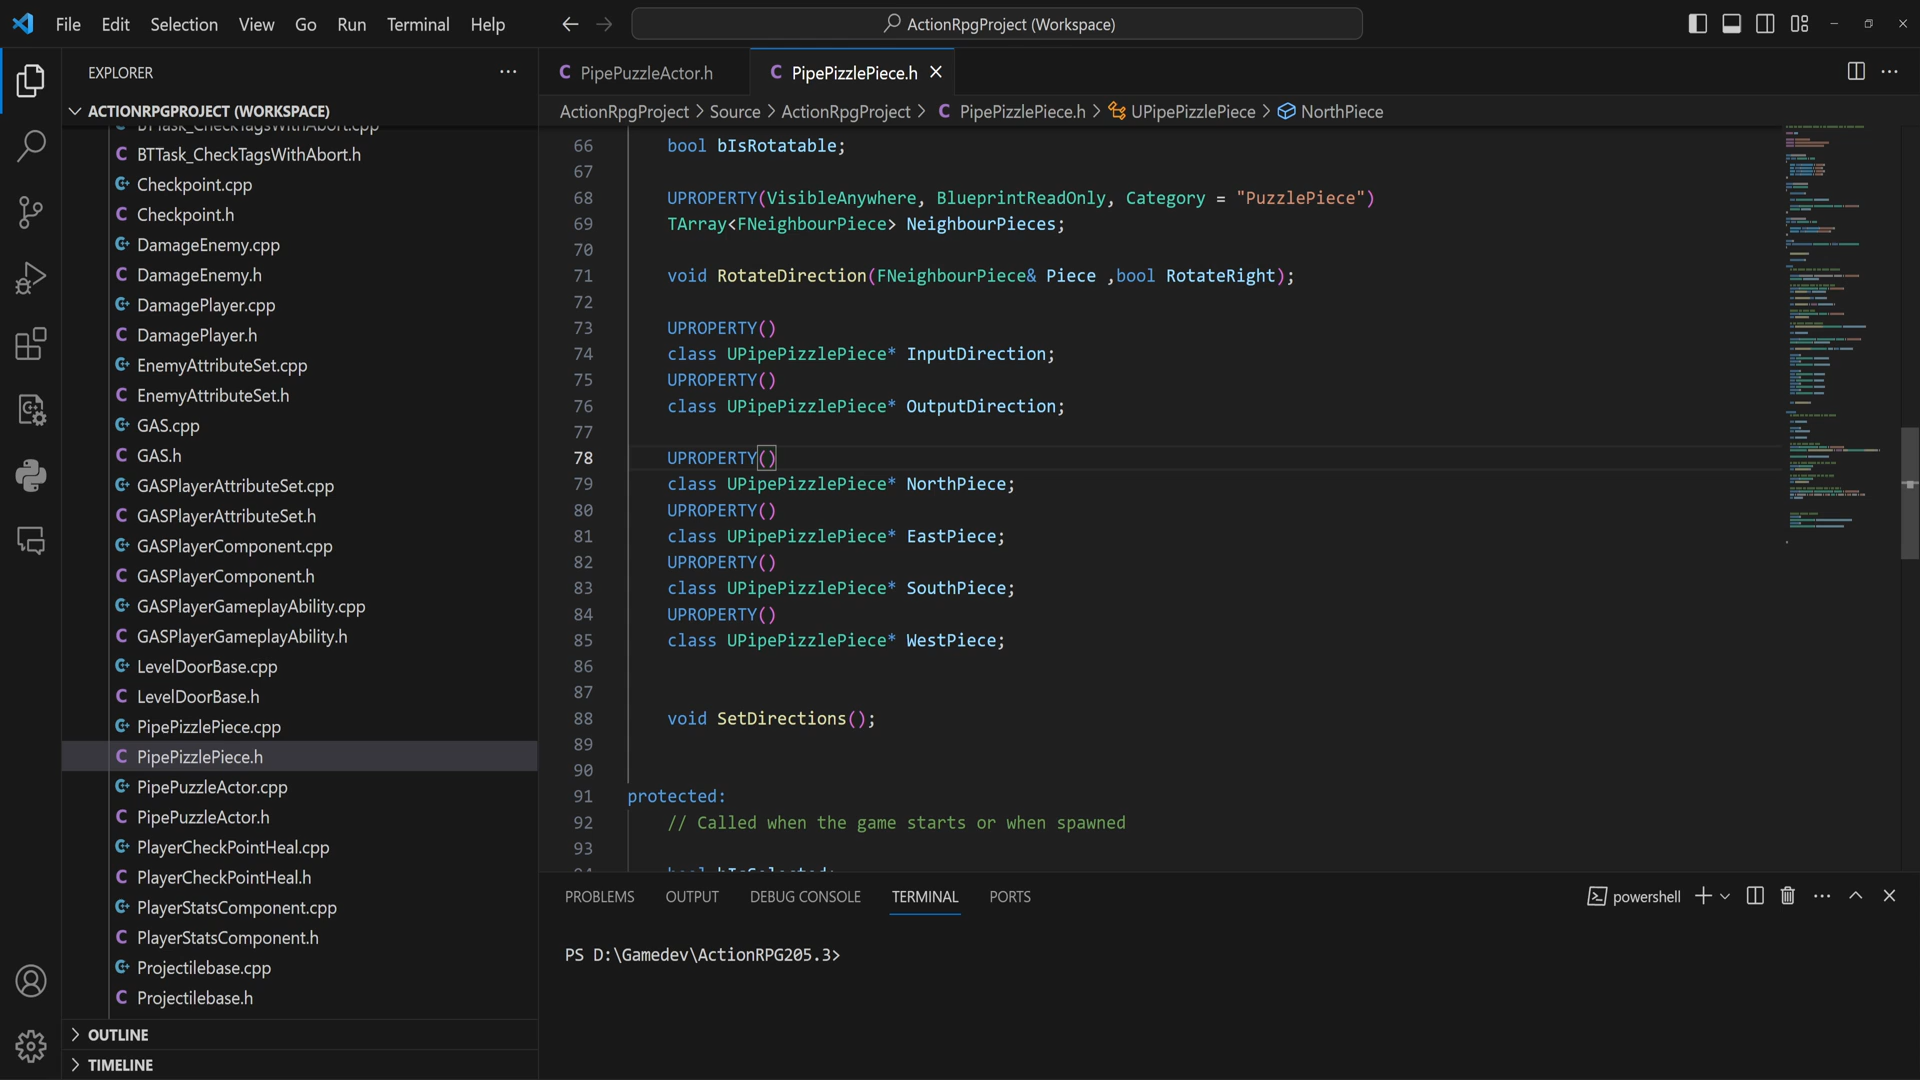 File Edit Selection View Go Run Terminal Help
ActionRpgProject (Workspace)
EXPLORER
ACTIONRPGPROJECT (WORKSPACE)
BTTask_CheckTagsWithAbort.cpp
BTTask_CheckTagsWithAbort.h
Checkpoint.cpp
Checkpoint.h
DamageEnemy.cpp
DamageEnemy.h
DamagePlayer.cpp
DamagePlayer.h
EnemyAttributeSet.cpp
EnemyAttributeSet.h
GAS.cpp
GAS.h
GASPlayerAttributeSet.cpp
GASPlayerAttributeSet.h
GASPlayerComponent.cpp
GASPlayerComponent.h
GASPlayerGameplayAbility.cpp
GASPlayerGameplayAbility.h
LevelDoorBase.cpp
LevelDoorBase.h
PipePizzlePiece.cpp
PipePizzlePiece.h
PipePuzzleActor.cpp
PipePuzzleActor.h
PlayerCheckPointHeal.cpp
PlayerCheckPointHeal.h
PlayerStatsComponent.cpp
PlayerStatsComponent.h
Projectilebase.cpp
Projectilebase.h
OUTLINE
TIMELINE
PipePuzzleActor.h PipePizzlePiece.h
ActionRpgProject > Source > ActionRpgProject > PipePizzlePiece.h > UPipePizzlePiece > NorthPiece
66 bool bIsRotatable;
67
68 UPROPERTY(VisibleAnywhere, BlueprintReadOnly, Category = "PuzzlePiece")
69 TArray<FNeighbourPiece> NeighbourPieces;
70
71 void RotateDirection(FNeighbourPiece& Piece ,bool RotateRight);
72
73 UPROPERTY()
74 class UPipePizzlePiece* InputDirection;
75 UPROPERTY()
76 class UPipePizzlePiece* OutputDirection;
77
78 UPROPERTY()
79 class UPipePizzlePiece* NorthPiece;
80 UPROPERTY()
81 class UPipePizzlePiece* EastPiece;
82 UPROPERTY()
83 class UPipePizzlePiece* SouthPiece;
84 UPROPERTY()
85 class UPipePizzlePiece* WestPiece;
86
87
88 void SetDirections();
89
90
91 protected:
92 // Called when the game starts or when spawned
93
94 bool bIsSelected;
PROBLEMS OUTPUT DEBUG CONSOLE TERMINAL PORTS
powershell
PS D:\Gamedev\ActionRPG205.3>